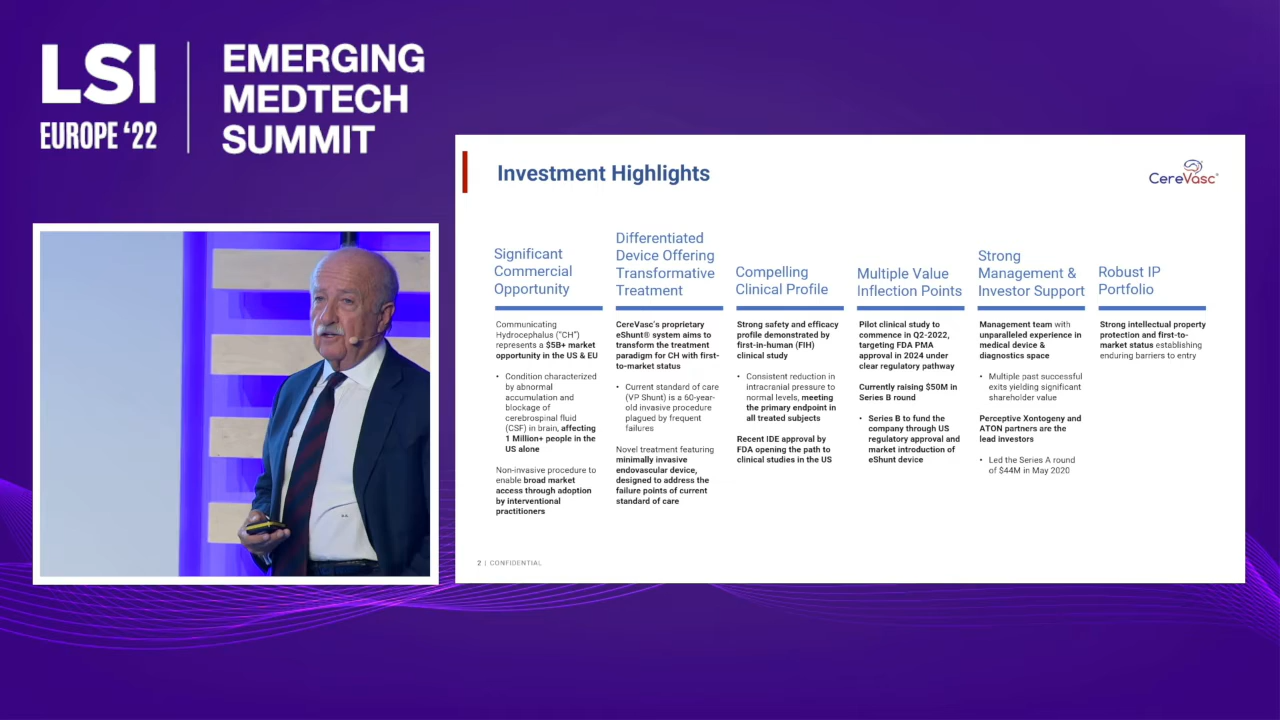 LSI
EUROPE ‘22
EMERGING
MEDTECH
SUMMIT
Investment Highlights
CereVasc®
Significant
Commercial
Opportunity
Communicating
Hydrocephalus (“CH”)
represents a $5B+ market
opportunity in the US & EU
• Condition characterized
by abnormal
accumulation and
blockage of
cerebrospinal fluid
(CSF) in brain, affecting
1 Million+ people in the
US alone
Non-invasive procedure to
enable broad market
access through adoption
by interventional
practitioners
Differentiated
Device Offering
Transformative
Treatment
CereVasc’s proprietary
eShunt® system aims to
transform the treatment
paradigm for CH with first-
to-market status
• Current standard of care
(VP Shunt) is a 60-year-
old invasive procedure
plagued by frequent
failures
Novel treatment featuring
minimally invasive
endovascular device,
designed to address the
failure points of current
standard of care
Compelling
Clinical Profile
Strong safety and efficacy
profile demonstrated by
first-in-human (FIH)
clinical study
• Consistent reduction in
intracranial pressure to
normal levels, meeting
the primary endpoint in
all treated subjects
Recent IDE approval by
FDA opening the path to
clinical studies in the US
Multiple Value
Inflection Points
Pilot clinical study to
commence in Q2-2022,
targeting FDA PMA
approval in 2024 under
clear regulatory pathway
Currently raising $50M in
Series B round
• Series B to fund the
company through US
regulatory approval and
market introduction of
eShunt device
Strong
Management &
Investor Support
Management team with
unparalleled experience in
medical device &
diagnostics space
• Multiple past successful
exits yielding significant
shareholder value
Perceptive Xontogeny and
ATON partners are the
lead investors
• Led the Series A round
of $44M in May 2020
Robust IP
Portfolio
Strong intellectual property
protection and first-to-
market status establishing
enduring barriers to entry
2 | CONFIDENTIAL